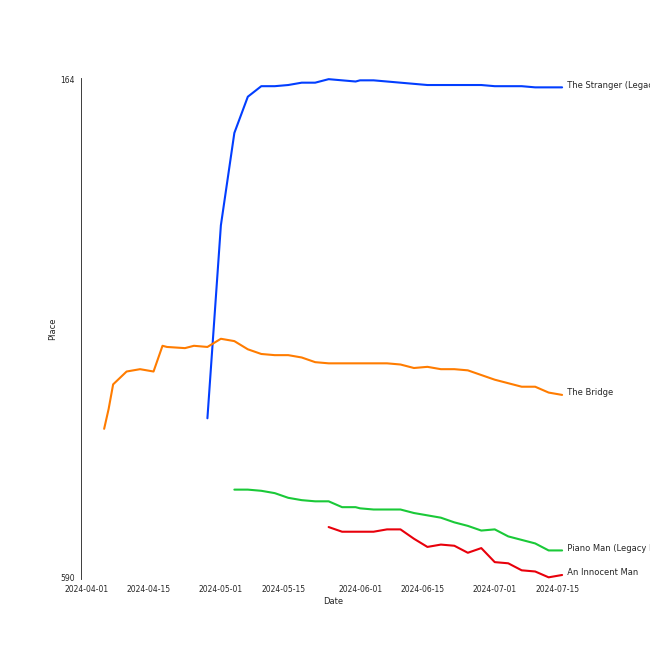 164
The Stranger (Legacy
Place
The Bridge
Piano Man (Legacy
An Innocent Man
590
2024-04-01 2024-04-15 2024-05-01 2024-05-15 2024-06-01 2024-06-15 2024-07-01 2024-07-15
Date